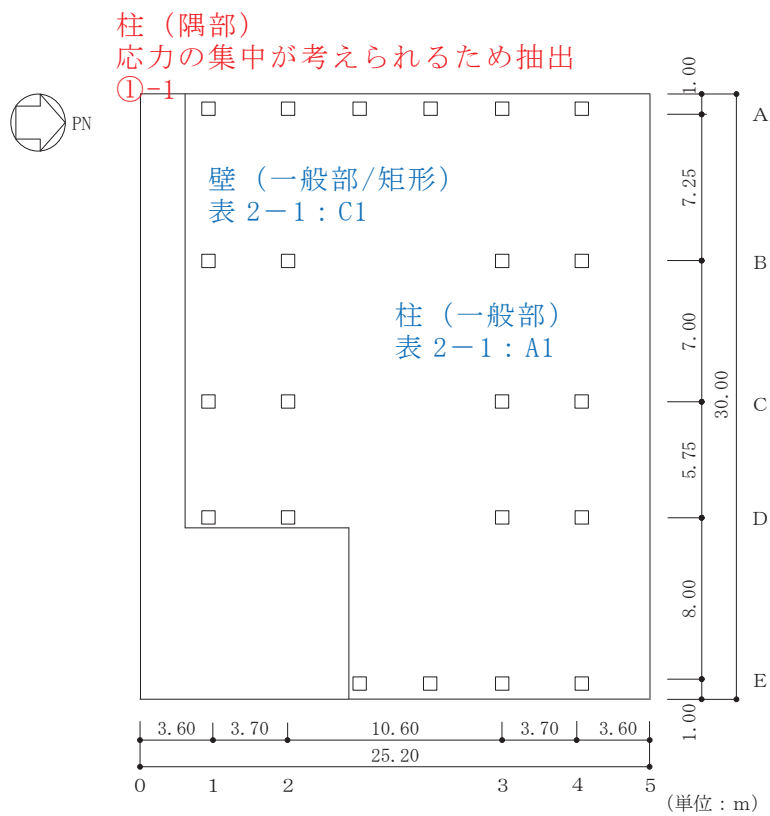 柱（隅部）
応力の集中が考えられるため抽出
①-1
PN
壁（一般部/矩形）
表 2－1：C1
柱（一般部）
表 2－1：A1
1.00
A
7.25
B
7.00
30.00
C
5.75
D
8.00
E
1.00
3.60 3.70 10.60 3.70 3.60
25.20
0 1 2 3 4 5
(単位：m)